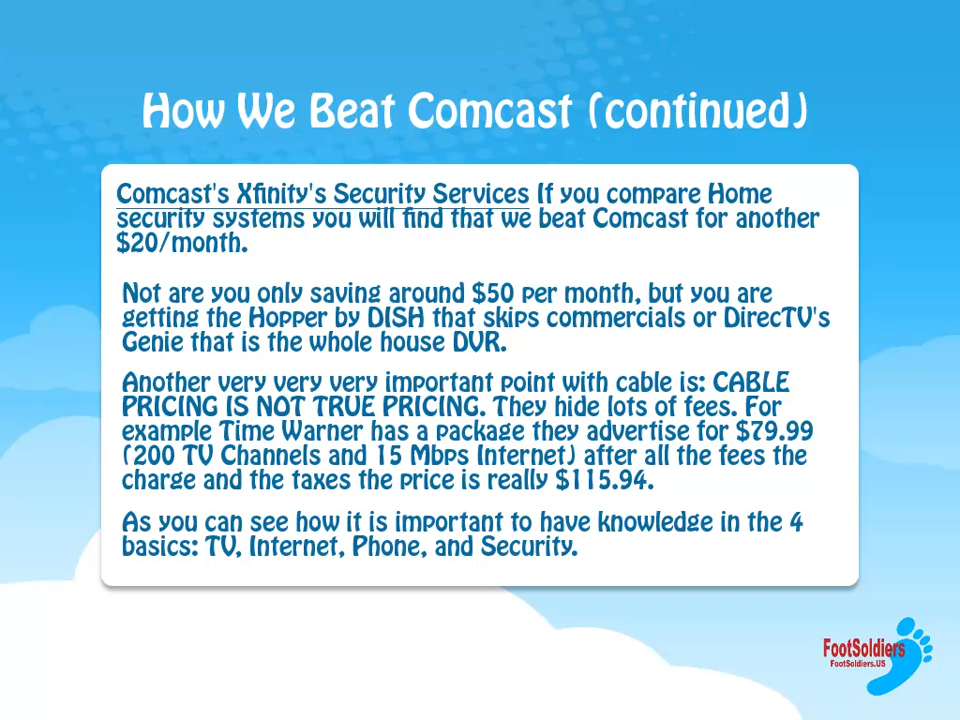 How We Beat Comcast (continued)
Comcast's Xfinity's Security Services If you compare Home
security systems you will find that we beat Comcast for another
$20/month.
Not are you only saving around $50 per month, but you are
getting the Hopper by DISH that skips commercials or DirecTV's
Genie that is the whole house DVR.
Another very very very important point with cable is: CABLE
PRICING IS NOT TRUE PRICING. They hide lots of fees. For
example Time Warner has a package they advertise for $79.99
(200 TV Channels and 15 Mbps Internet) after all the fees the
charge and the taxes the price is really $115.94.
As you can see how it is important to have knowledge in the 4
basics: TV, Internet, Phone, and Security.
FootSoldiers
FootSoldiers.US